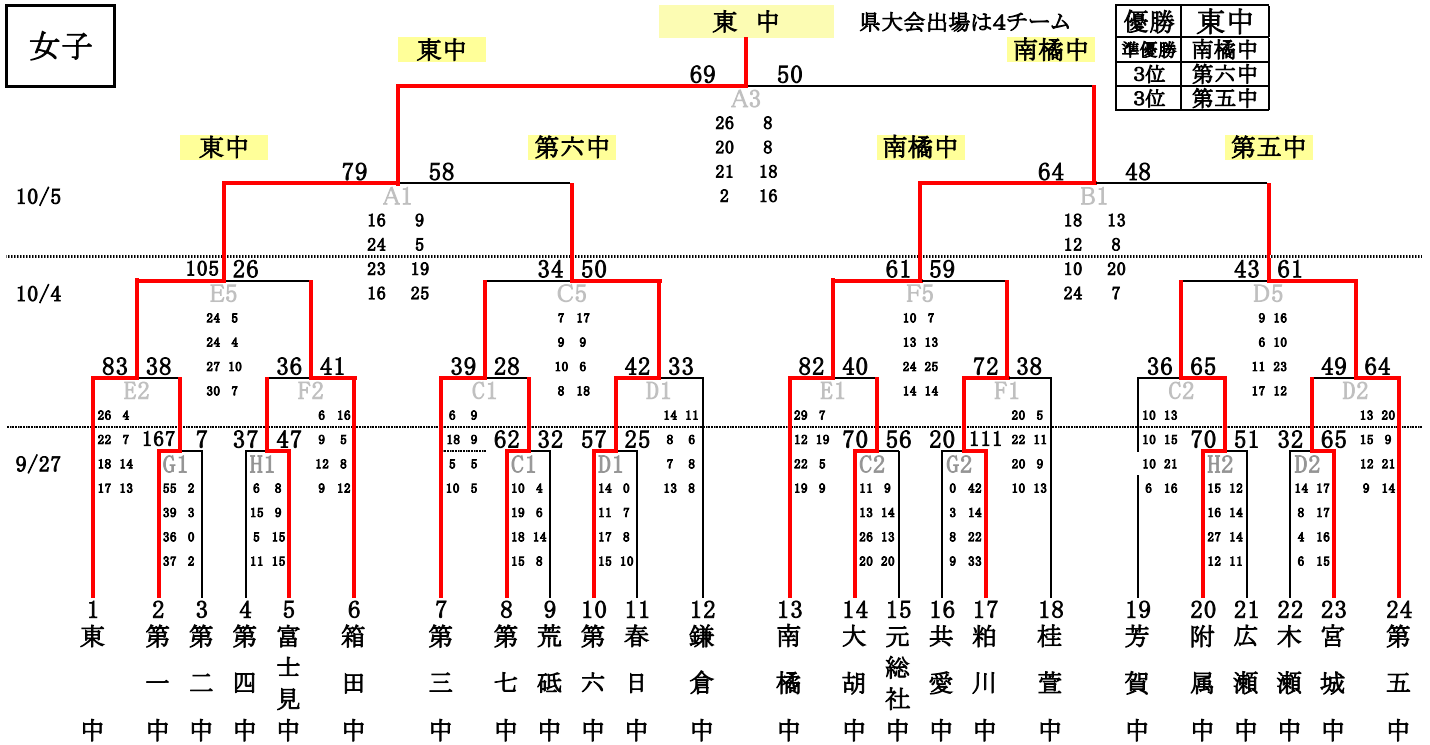 女子
東 中
県大会出場は4チーム
優勝 東中
準優勝 南橘中
3位 第六中
3位 第五中
東中 南橘中
69 50
A3
26 8
20 8
21 18
2 16
東中 第六中 南橘中 第五中
10/5
79 58
A1
16 9
24 5
23 19
16 25
64 48
B1
18 13
12 8
10 20
24 7
10/4
105 26
E5
24 5
24 4
27 10
30 7
34 50
C5
7 17
9 9
10 6
8 18
61 59
F5
10 7
13 13
24 25
14 14
43 61
D5
9 16
6 10
11 23
17 12
83 38
E2
26 4
22 7
18 14
17 13
36 41
F2
6 16
9 5
12 8
9 12
39 28
C1
6 9
18 9
5 5
10 5
42 33
D1
14 11
8 6
7 8
13 8
82 40
E1
29 7
12 19
22 5
19 9
72 38
F1
20 5
22 11
20 9
10 13
36 65
C2
10 13
10 15
10 21
6 16
49 64
D2
13 20
15 9
12 21
9 14
9/27
167 7
G1
55 2
39 3
36 0
37 2
37 47
H1
6 8
15 9
5 15
11 15
62 32
C1
10 4
19 6
18 14
15 8
57 25
D1
14 0
11 7
17 8
15 10
70 56
C2
11 9
13 14
26 13
20 20
20 111
G2
0 42
3 14
8 22
9 33
70 51
H2
15 12
16 14
27 14
12 11
32 65
D2
14 17
8 17
4 16
6 15
1 東中
2 第一中
3 第二中
4 第四中
5 富士見中
6 箱田中
7 第三中
8 第七中
9 荒砥中
10 第六中
11 春日中
12 鎌倉中
13 南橘中
14 大胡中
15 元総社中
16 共愛中
17 粕川中
18 桂萱中
19 芳賀中
20 附属中
21 広瀬中
22 木瀬中
23 宮城中
24 第五中